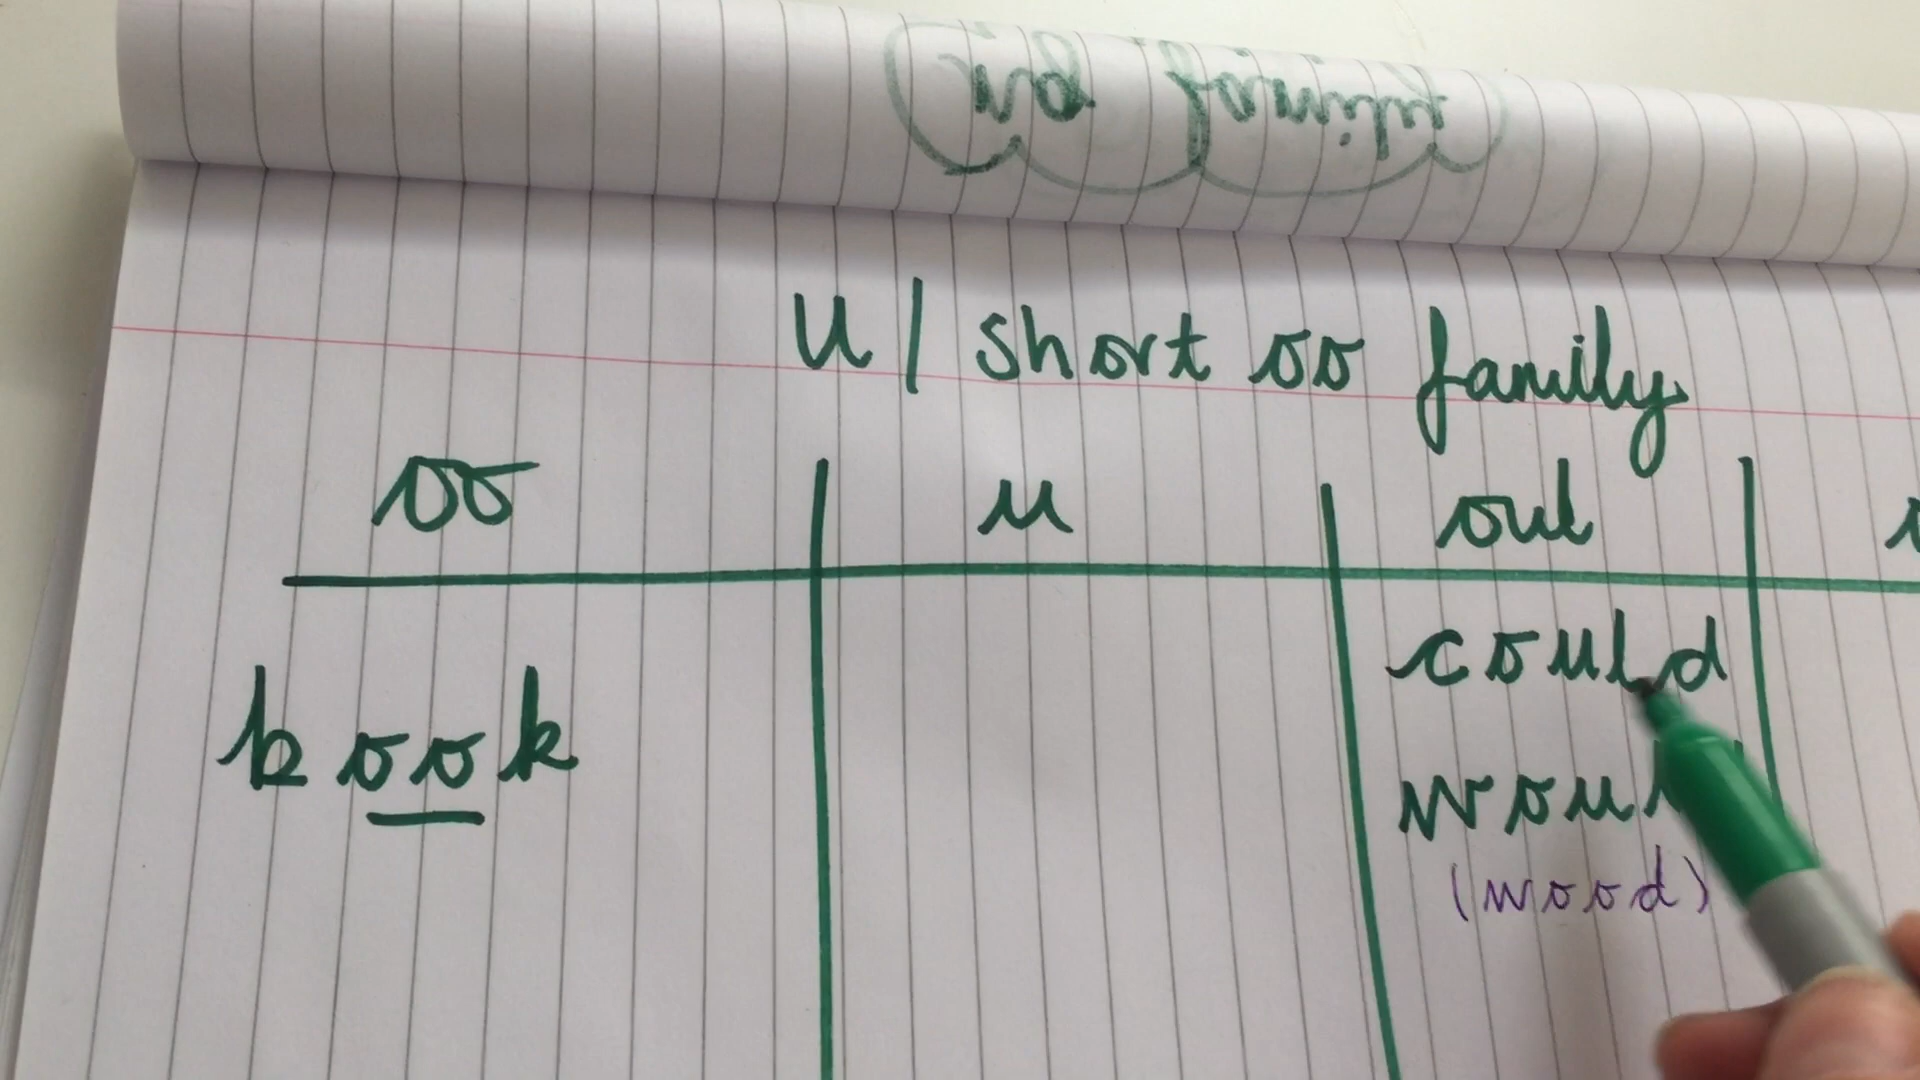 u / short oo family
oo u oul
book could
(wood)